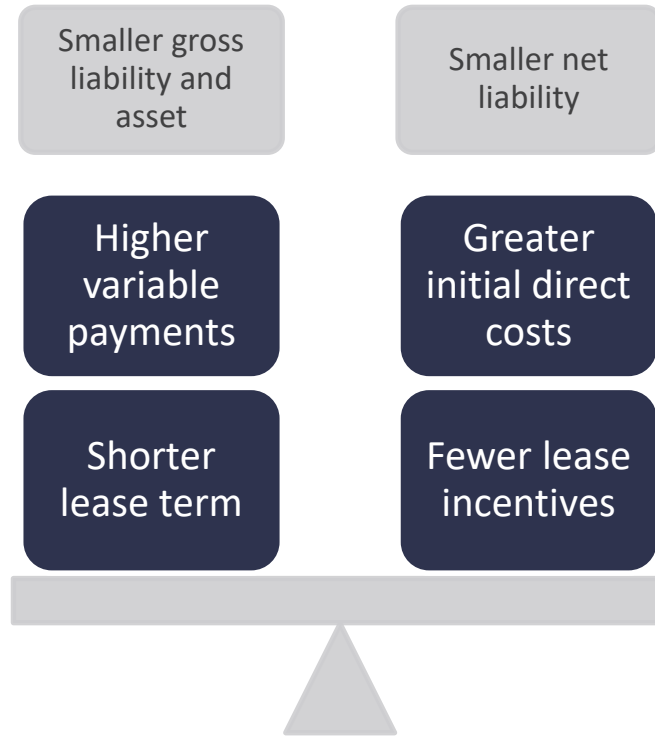 Smaller gross
liability and
asset
Smaller net
liability
Higher
variable
payments
Greater
initial direct
costs
Shorter
lease term
Fewer lease
incentives